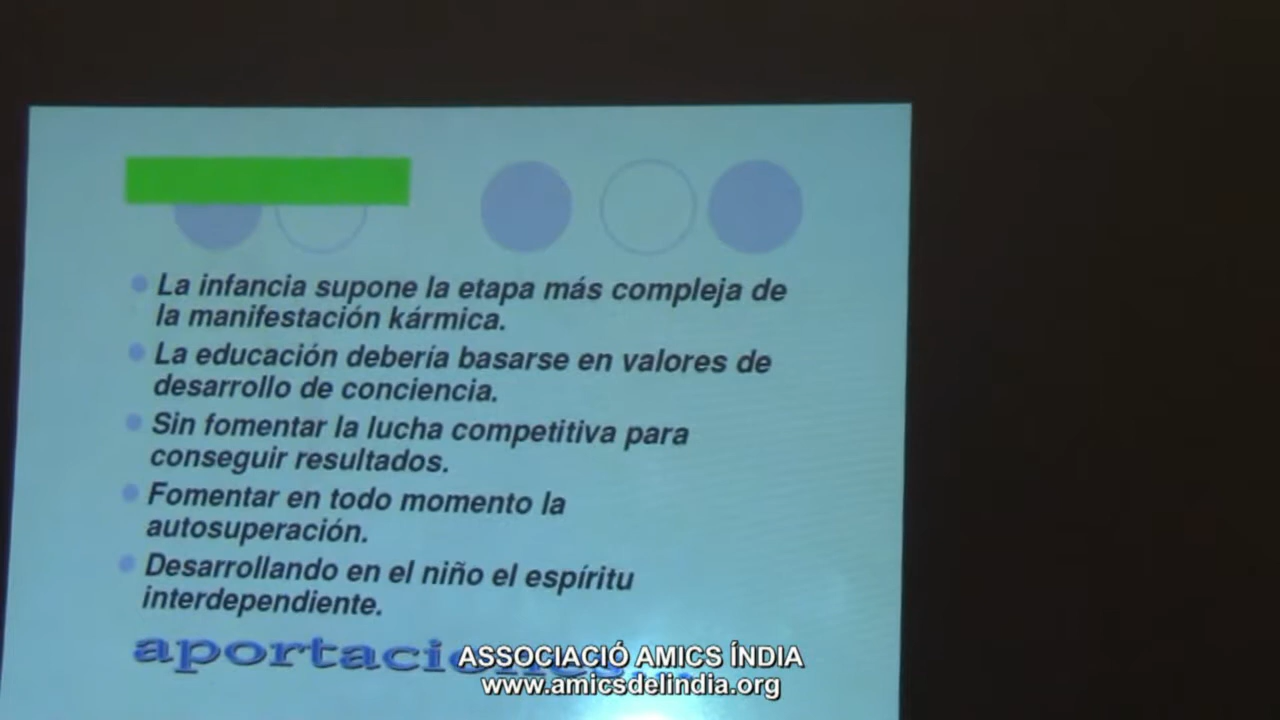 La infancia supone la etapa más compleja de
la manifestación kármica.
La educación debería basarse en valores de
desarrollo de conciencia.
Sin fomentar la lucha competitiva para
conseguir resultados.
Fomentar en todo momento la
autosuperación.
Desarrollando en el niño el espíritu
interdependiente.
aportaciones...
ASSOCIACIÓ AMICS ÍNDIA
www.amicsdelindia.org